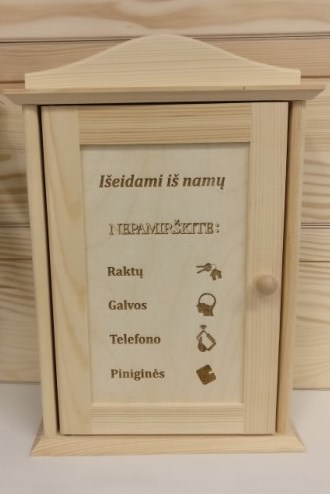 Išeidami iš namų
NEPAMIRŠKITE:
Raktų
Galvos
Telefono
Piniginės